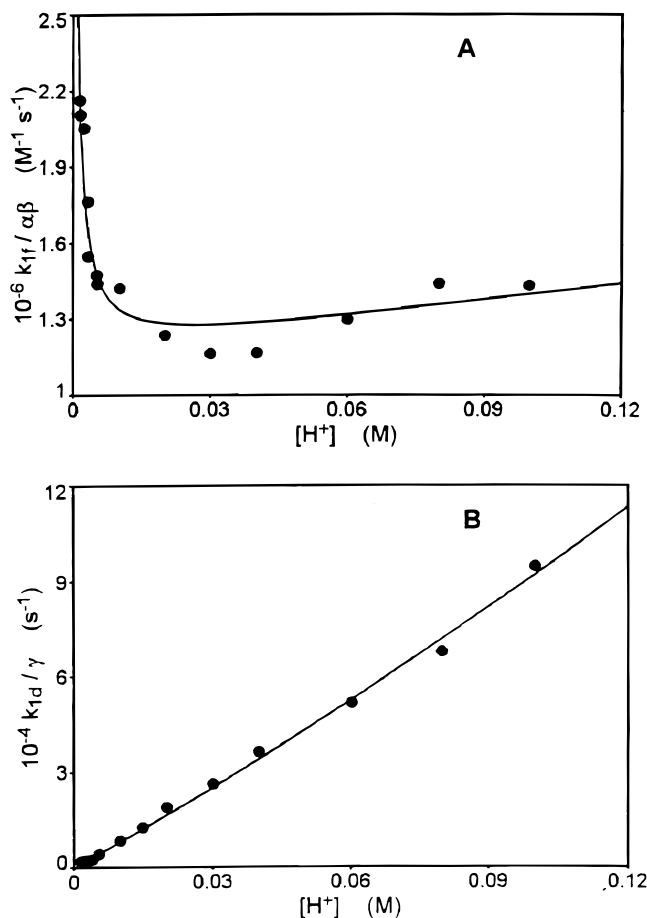 A
2.5
2.2
1.9
1.6
1.3
1
10⁻⁶ k₁f / αβ (M⁻¹ s⁻¹)
0 0.03 0.06 0.09 0.12
[H⁺] (M)
B
12
9
6
3
0
10⁻⁴ k₁d / γ (s⁻¹)
0 0.03 0.06 0.09 0.12
[H⁺] (M)